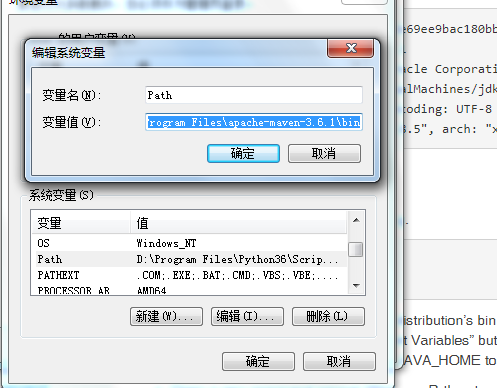 环境变量
的用户变量(U)
编辑系统变量
变量名(N):
Path
变量值(V):
rogram Files\apache-maven-3.6.1\bin
确定
取消
系统变量(S)
变量
值
OS
Windows_NT
Path
D:\Program Files\Python36\Scrip...
PATHEXT
.COM;.EXE;.BAT;.CMD;.VBS;.VBE;....
PROCESSOR_AR
AMD64
新建(W)...
编辑(I)...
删除(L)
确定
取消
e69ee9bac180bb
acle Corporatio
alMachines/jdk
coding: UTF-8
3.5", arch: "x
istribution's bin
t Variables" but
AVA_HOME to